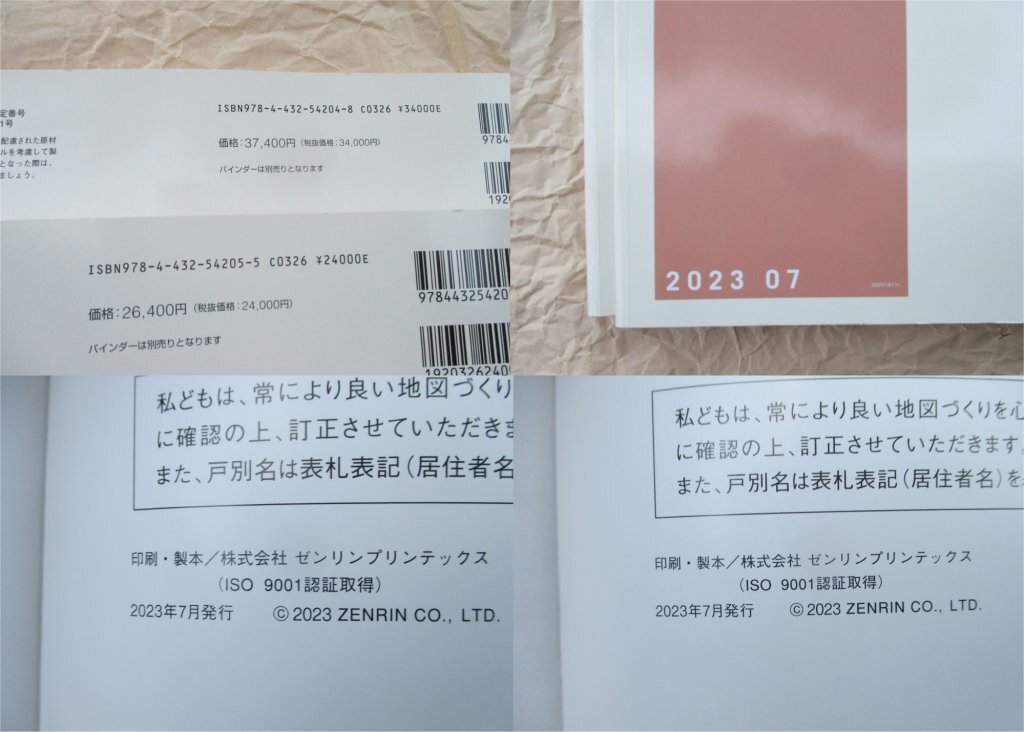 定番号
1号
配慮された原材
ルを考慮して製
となった際は、
ましょう。
ISBN978-4-432-54204-8 C0326 ¥34000E
価格:37,400円(税抜価格:34,000円)
バインダーは別売りとなります
9784
1920
ISBN978-4-432-54205-5 C0326 ¥24000E
価格:26,400円(税抜価格:24,000円)
バインダーは別売りとなります
97844325420
19203262400
2023 07
私どもは、常により良い地図づくり
に確認の上、訂正させていただきま
また、戸別名は表札表記(居住者名
印刷・製本/株式会社 ゼンリンプリンテックス
(ISO 9001認証取得)
2023年7月発行 ©2023 ZENRIN CO., LTD.
私どもは、常により良い地図づくりを心
に確認の上、訂正させていただきます。
また、戸別名は表札表記(居住者名)を
印刷・製本/株式会社 ゼンリンプリンテックス
(ISO 9001認証取得)
2023年7月発行 ©2023 ZENRIN CO., LTD.